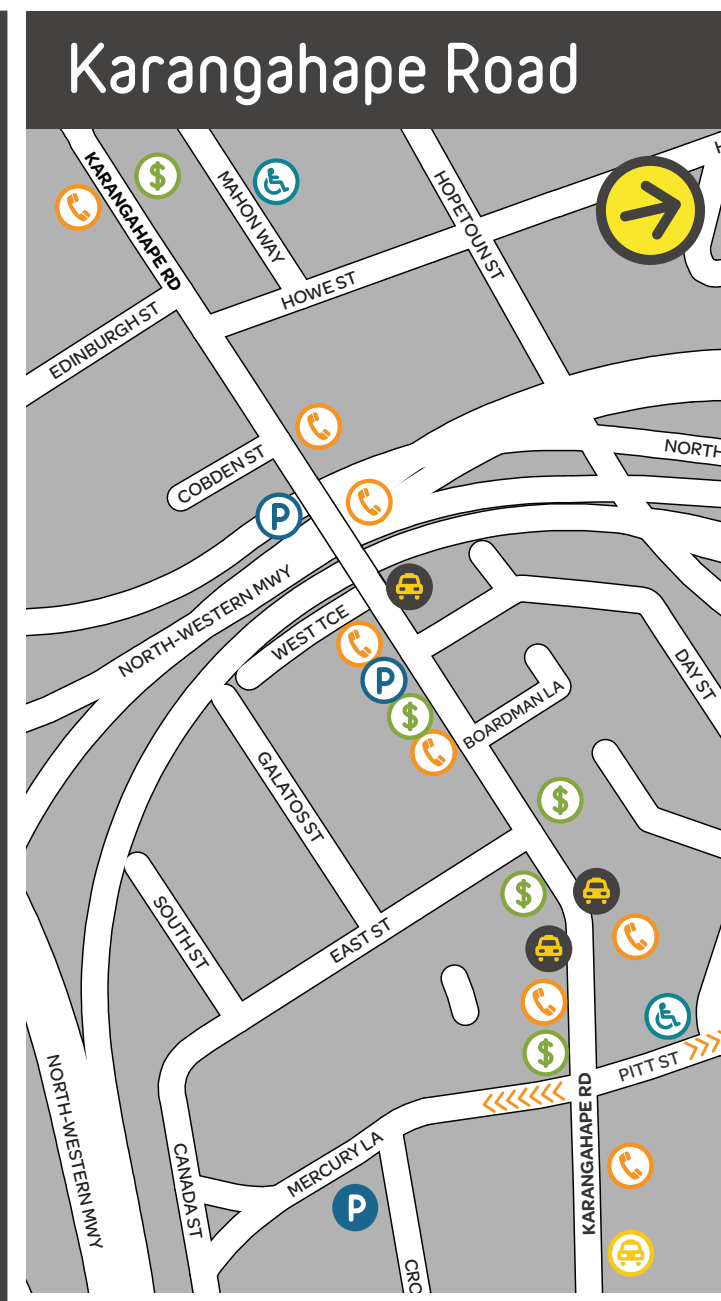 Karangahape Road
KARANGAHAPE RD
$
MAHON WAY
HOPETOUN ST
H
HOWE ST
EDINBURGH ST
COBDEN ST
NORTH
P
NORTH-WESTERN MWY
WEST TCE
P
$
DAY ST
BOARDMAN LA
GALATOS ST
$
$
SOUTH ST
EAST ST
$
PITT ST
NORTH-WESTERN MWY
KARANGAHAPE RD
CANADA ST
MERCURY LA
P
CRO